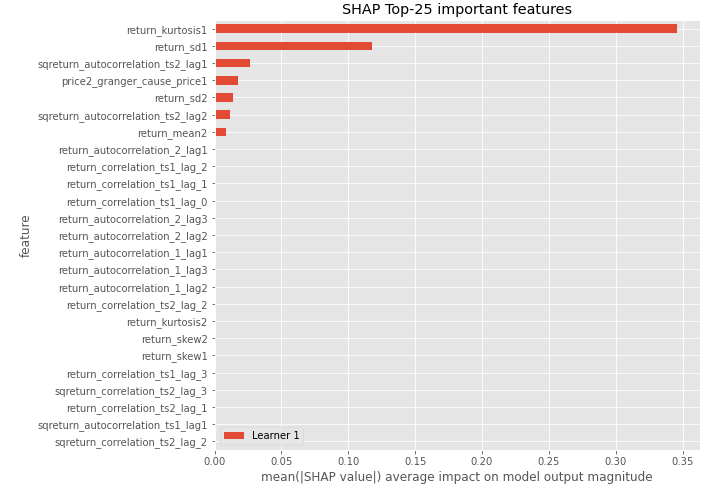 SHAP Top-25 important features
return_kurtosis1
return_sd1
sqreturn_autocorrelation_ts2_lag1
price2_granger_cause_price1
return_sd2
sqreturn_autocorrelation_ts2_lag2
return_mean2
return_autocorrelation_2_lag1
return_correlation_ts1_lag_2
return_correlation_ts1_lag_1
return_correlation_ts1_lag_0
return_autocorrelation_2_lag3
return_autocorrelation_2_lag2
return_autocorrelation_1_lag1
return_autocorrelation_1_lag3
return_autocorrelation_1_lag2
return_correlation_ts2_lag_2
return_kurtosis2
return_skew2
return_skew1
return_correlation_ts1_lag_3
sqreturn_correlation_ts2_lag_3
return_correlation_ts2_lag_1
sqreturn_autocorrelation_ts1_lag1
sqreturn_correlation_ts2_lag_2
feature
Learner 1
0.00 0.05 0.10 0.15 0.20 0.25 0.30 0.35
mean(|SHAP value|) average impact on model output magnitude